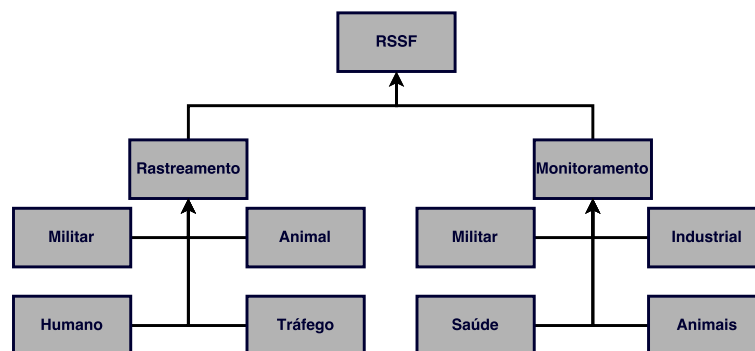 RSSF
Rastreamento
Monitoramento
Militar
Animal
Militar
Industrial
Humano
Tráfego
Saúde
Animais